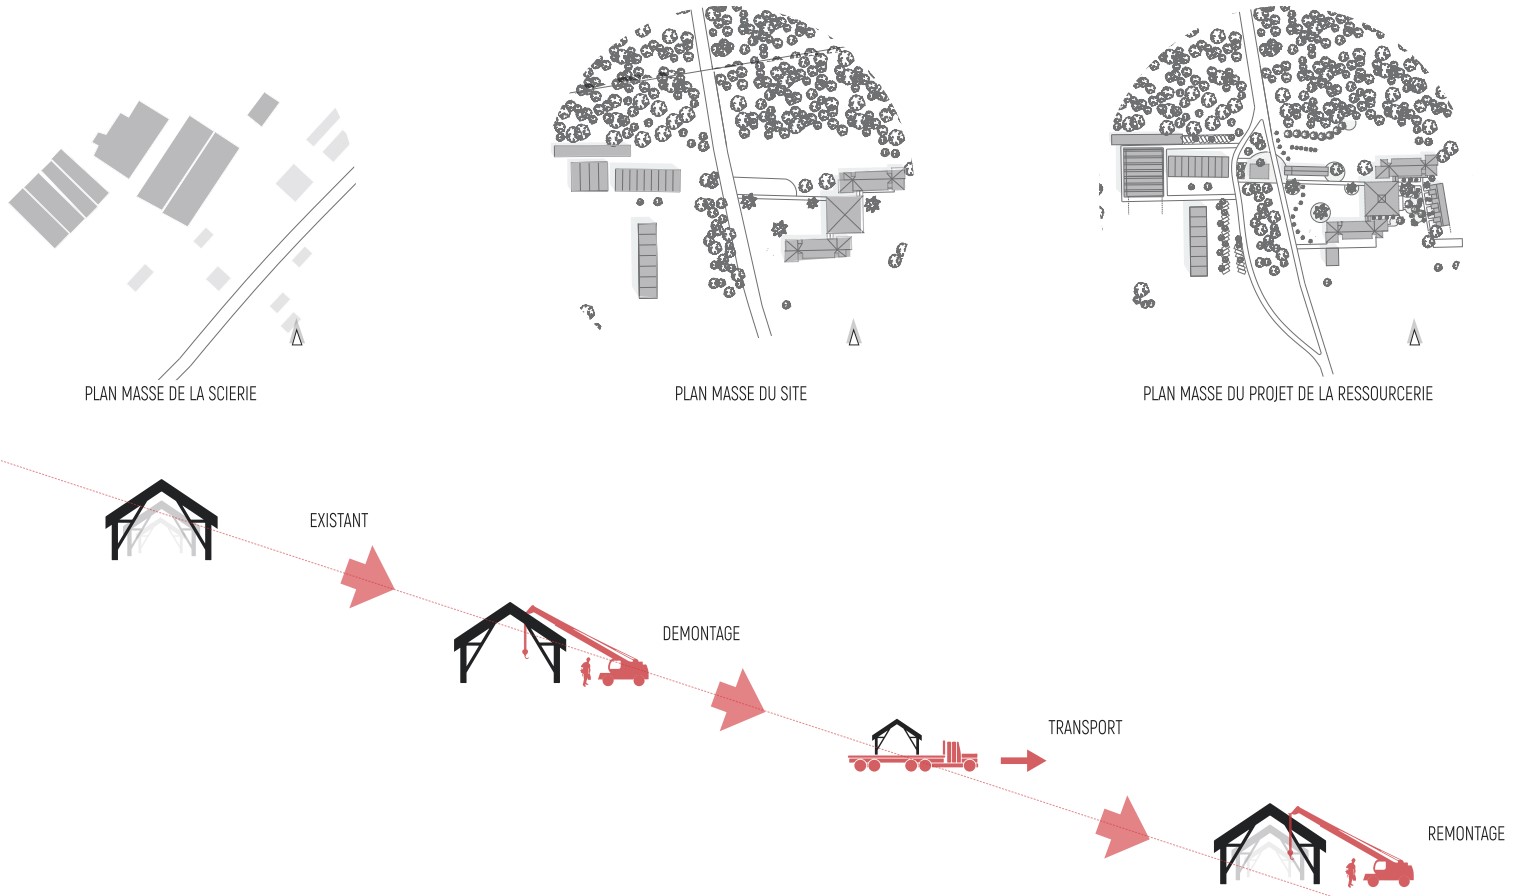 PLAN MASSE DE LA SCIERIE
PLAN MASSE DU SITE
PLAN MASSE DU PROJET DE LA RESSOURCERIE
EXISTANT
DEMONTAGE
TRANSPORT
REMONTAGE